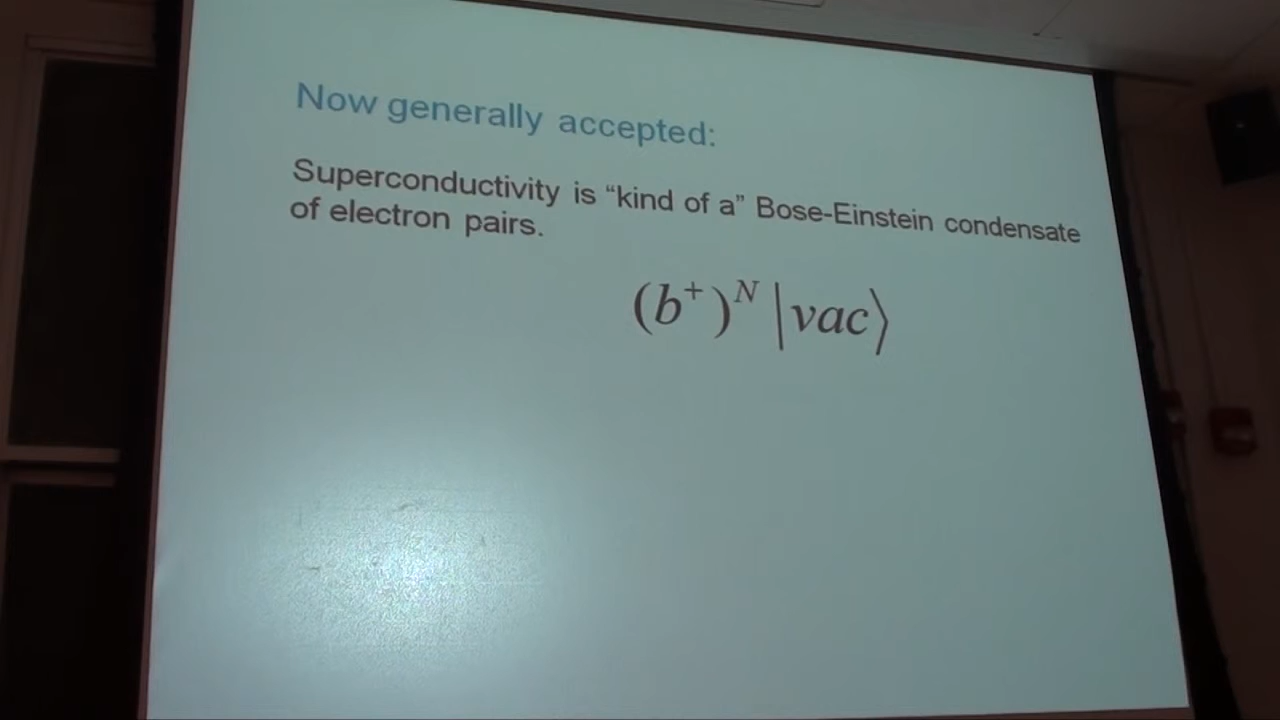 Now generally accepted:
Superconductivity is “kind of a” Bose-Einstein condensate
of electron pairs.
(b⁺)ᴺ |vac⟩